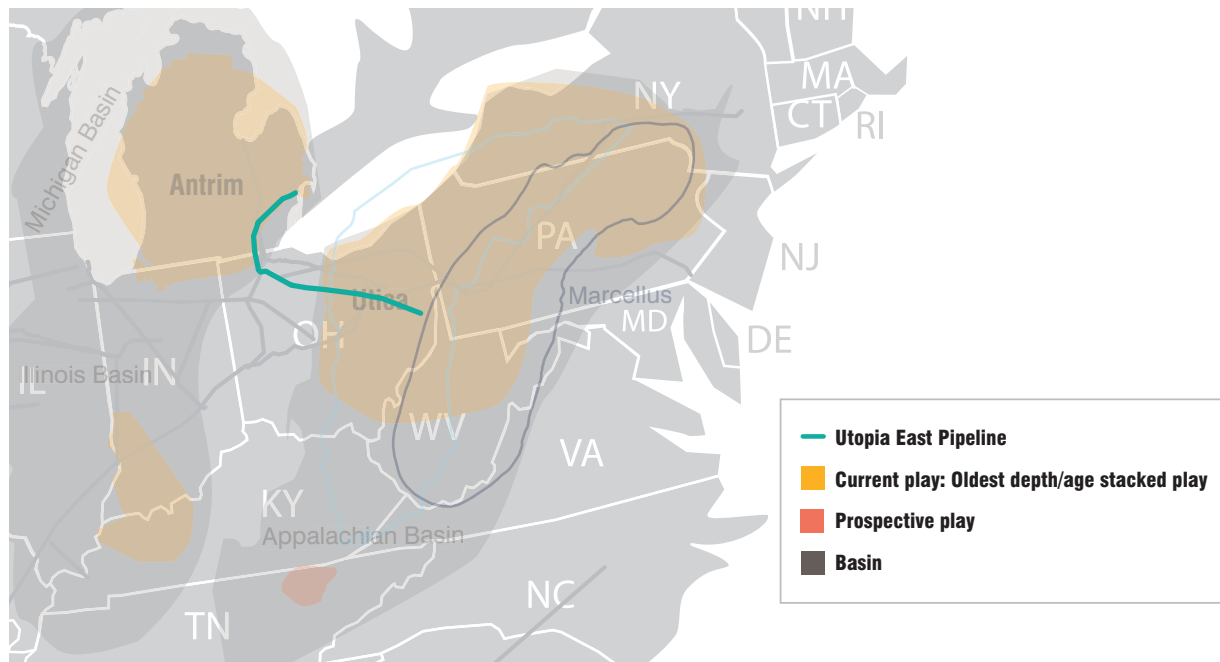 NH
MA
CT
RI
NY
Michigan Basin
Antrim
PA
NJ
Utica
Marcellus
MD
OH
DE
IL
IN
Illinois Basin
WV
VA
KY
Appalachian Basin
NC
TN
Utopia East Pipeline
Current play: Oldest depth/age stacked play
Prospective play
Basin